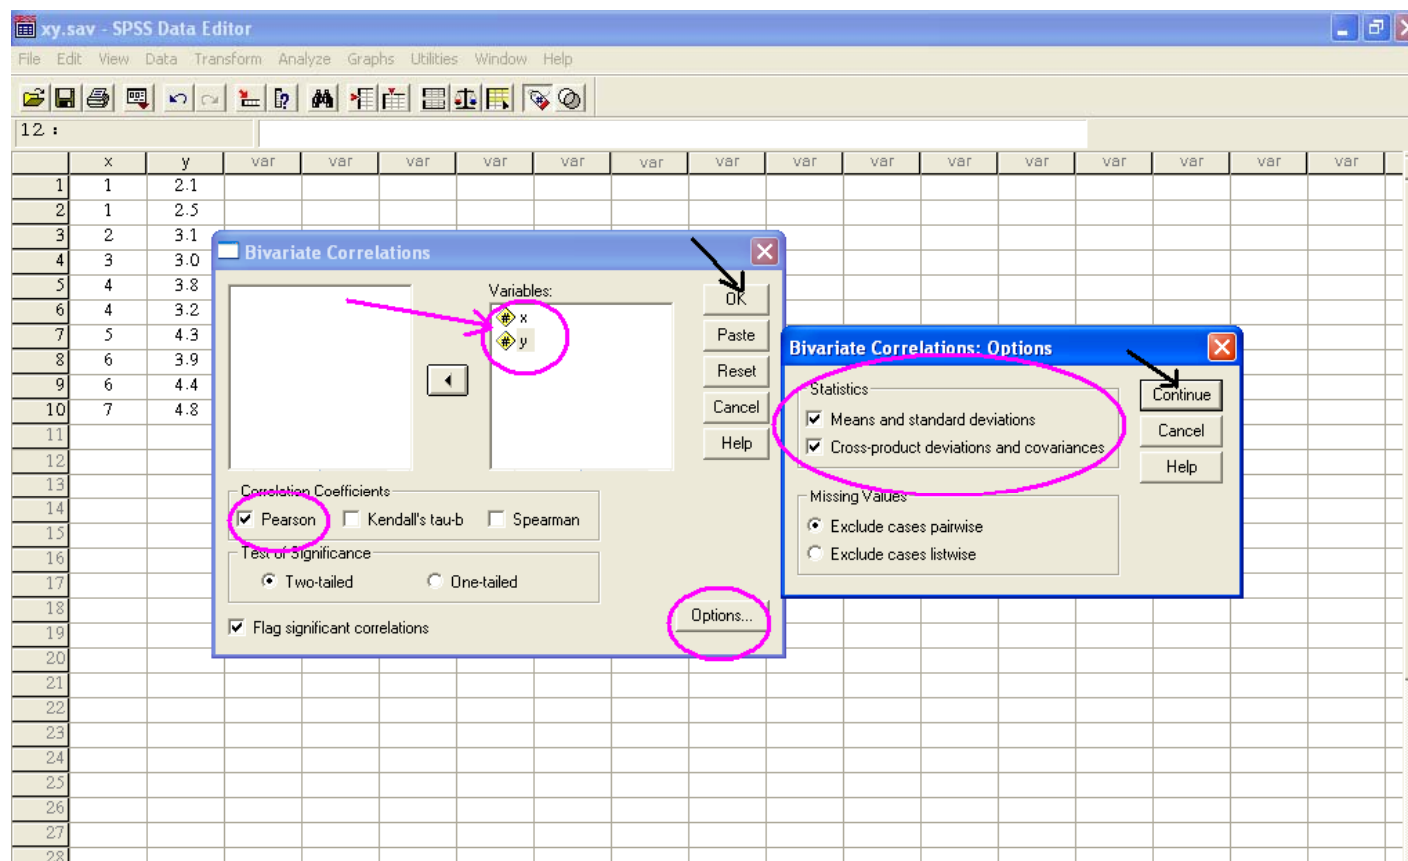 xy.sav - SPSS Data Editor
File Edit View Data Transform Analyze Graphs Utilities Window Help
12 :
x y var var var var var var var var var var var var var var var
1 1 2.1
2 1 2.5
3 2 3.1
4 3 3.0
5 4 3.8
6 4 3.2
7 5 4.3
8 6 3.9
9 6 4.4
10 7 4.8
11
12
13
14
15
16
17
18
19
20
21
22
23
24
25
26
27
28
Bivariate Correlations
Variables:
x
y
OK
Paste
Reset
Cancel
Help
Correlation Coefficients
Pearson Kendall's tau-b Spearman
Test of Significance
Two-tailed One-tailed
Flag significant correlations
Options...
Bivariate Correlations: Options
Statistics
Means and standard deviations
Cross-product deviations and covariances
Missing Values
Exclude cases pairwise
Exclude cases listwise
Continue
Cancel
Help